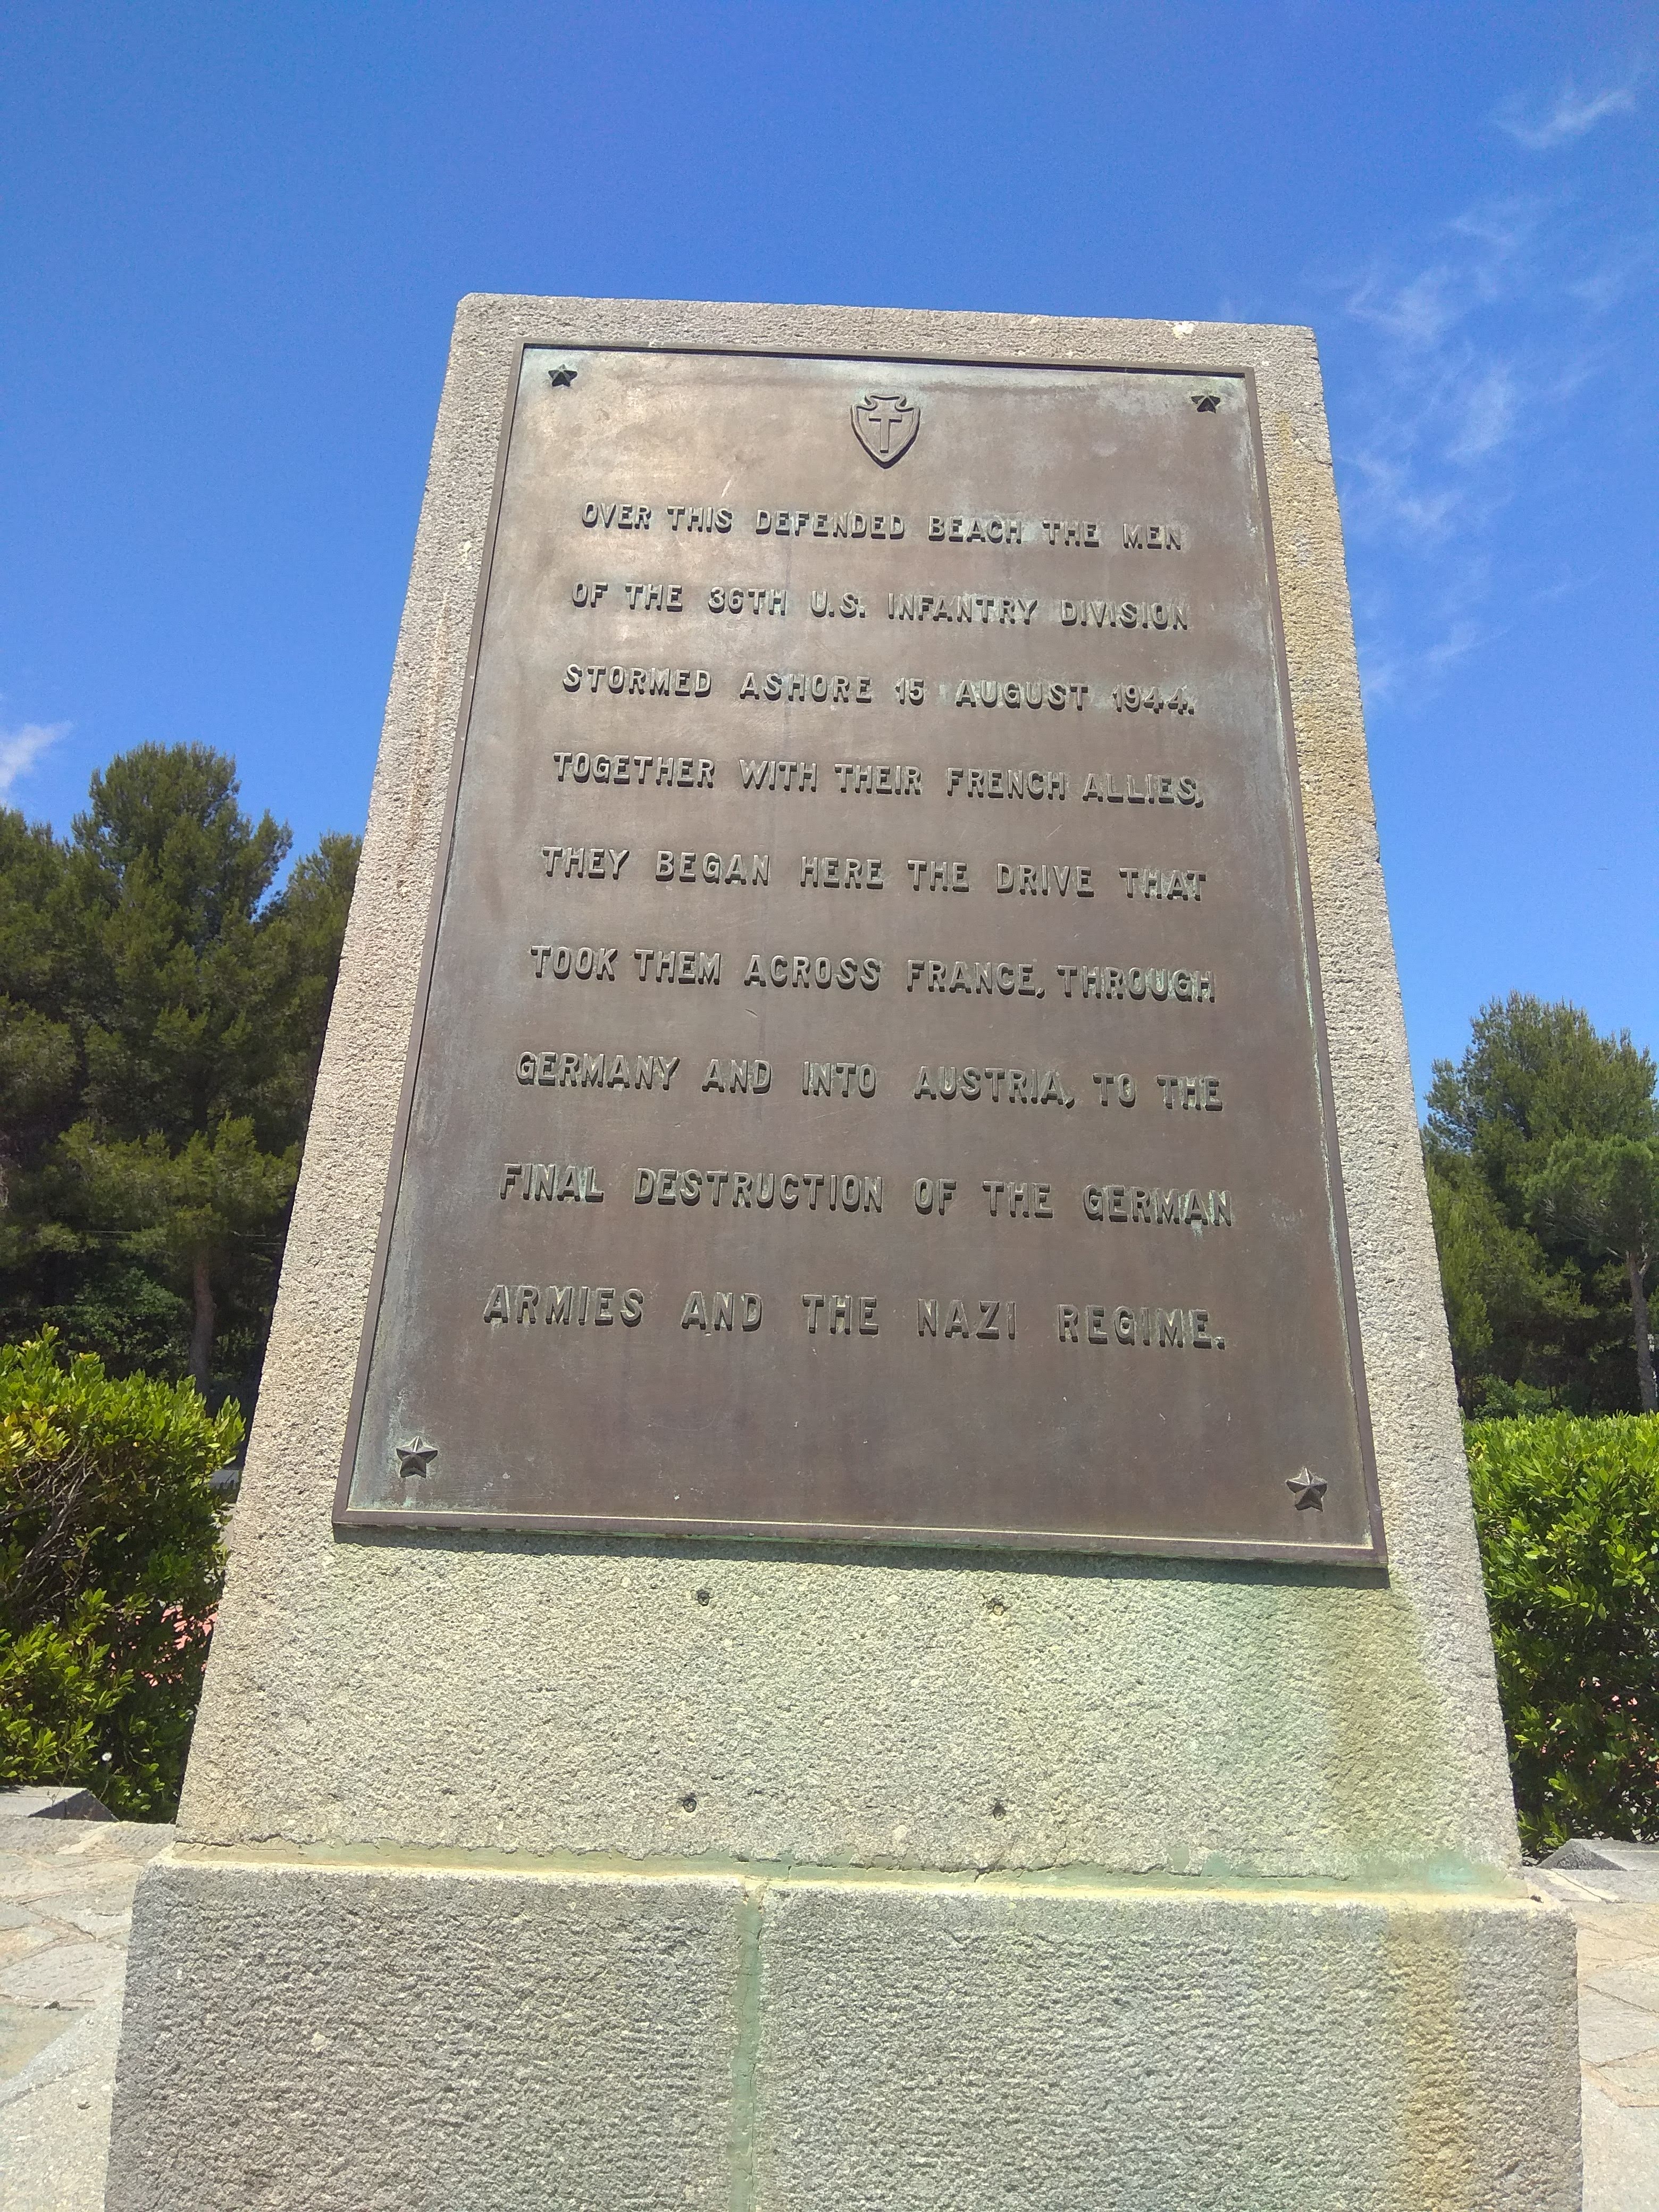 OVER THIS DEFENDED BEACH THE MEN
OF THE 36TH U.S. INFANTRY DIVISION
STORMED ASHORE 15 AUGUST 1944.
TOGETHER WITH THEIR FRENCH ALLIES,
THEY BEGAN HERE THE DRIVE THAT
TOOK THEM ACROSS FRANCE, THROUGH
GERMANY AND INTO AUSTRIA, TO THE
FINAL DESTRUCTION OF THE GERMAN
ARMIES AND THE NAZI REGIME.